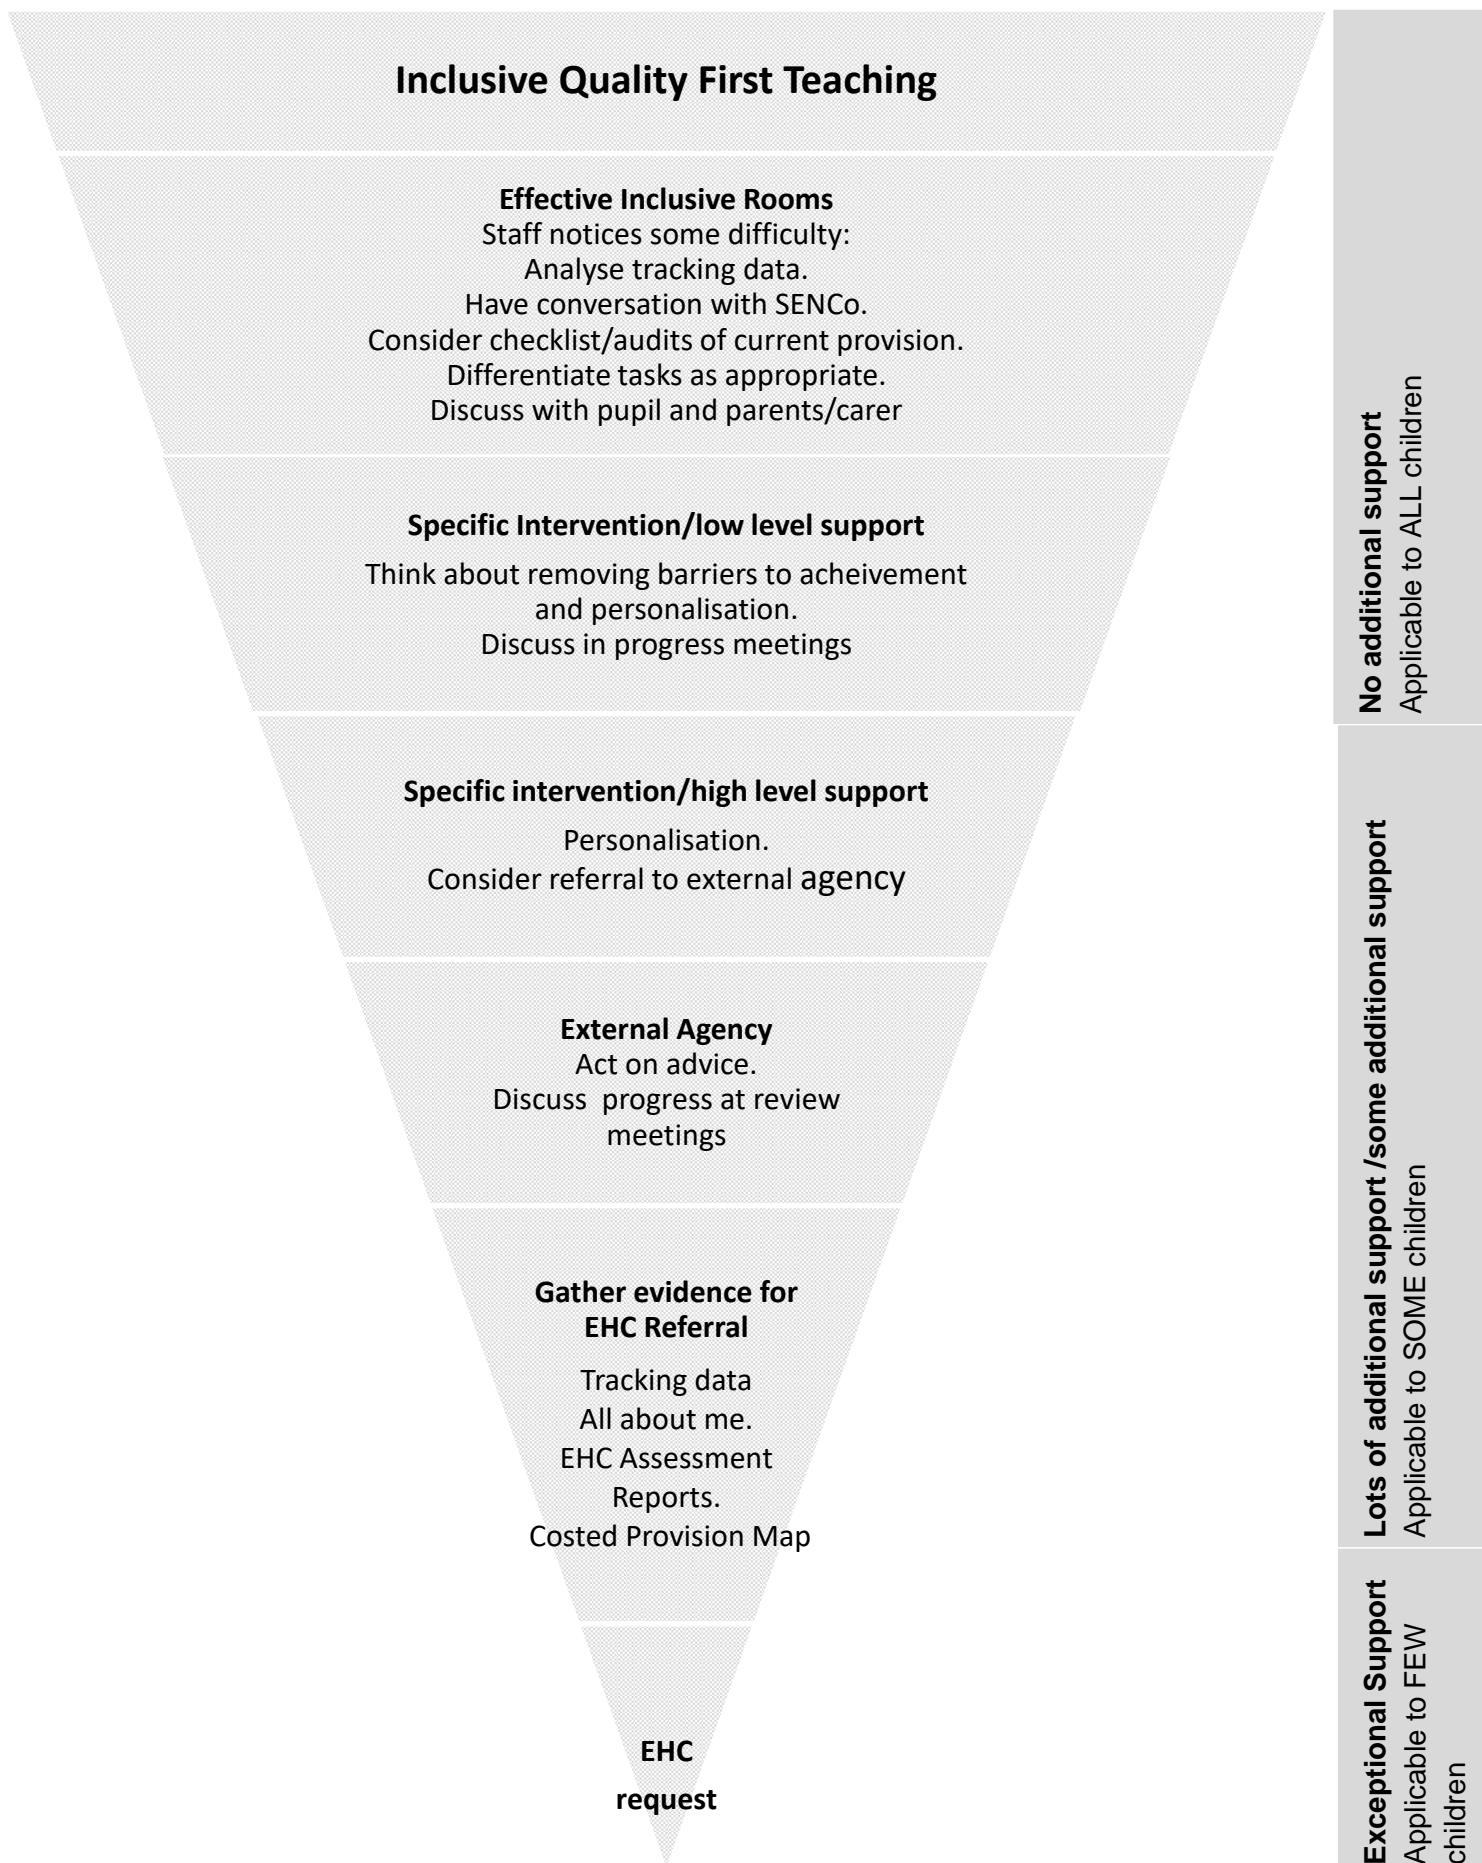 Inclusive Quality First Teaching
Effective Inclusive Rooms
Staff notices some difficulty:
Analyse tracking data.
Have conversation with SENCo.
Consider checklist/audits of current provision.
Differentiate tasks as appropriate.
Discuss with pupil and parents/carer
Specific Intervention/low level support
Think about removing barriers to acheivement
and personalisation.
Discuss in progress meetings
Specific intervention/high level support
Personalisation.
Consider referral to external agency
External Agency
Act on advice.
Discuss  progress at review
meetings
Gather evidence for
EHC Referral
Tracking data
All about me.
EHC Assessment
Reports.
Costed Provision Map
EHC
request
No additional support
Applicable to ALL children
Lots of additional support /some additional support
Applicable to SOME children
Exceptional Support
Applicable to FEW
children